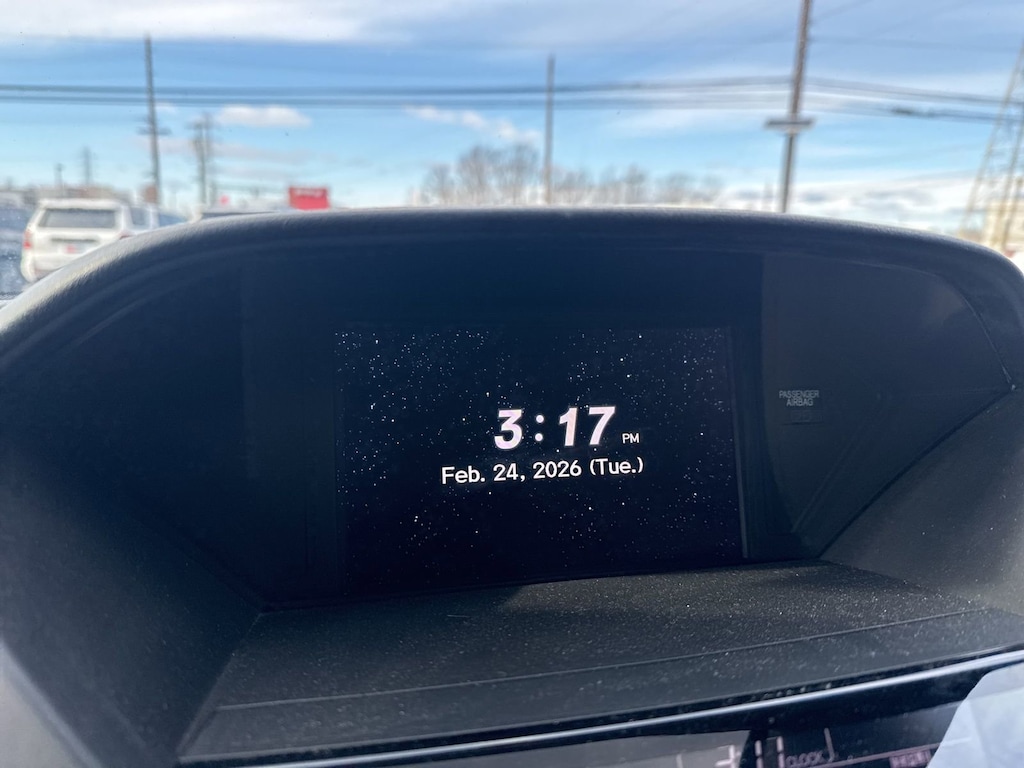 3:17 PM
Feb. 24, 2026 (Tue.)
PASSENGER
AIRBAG
CLOCK